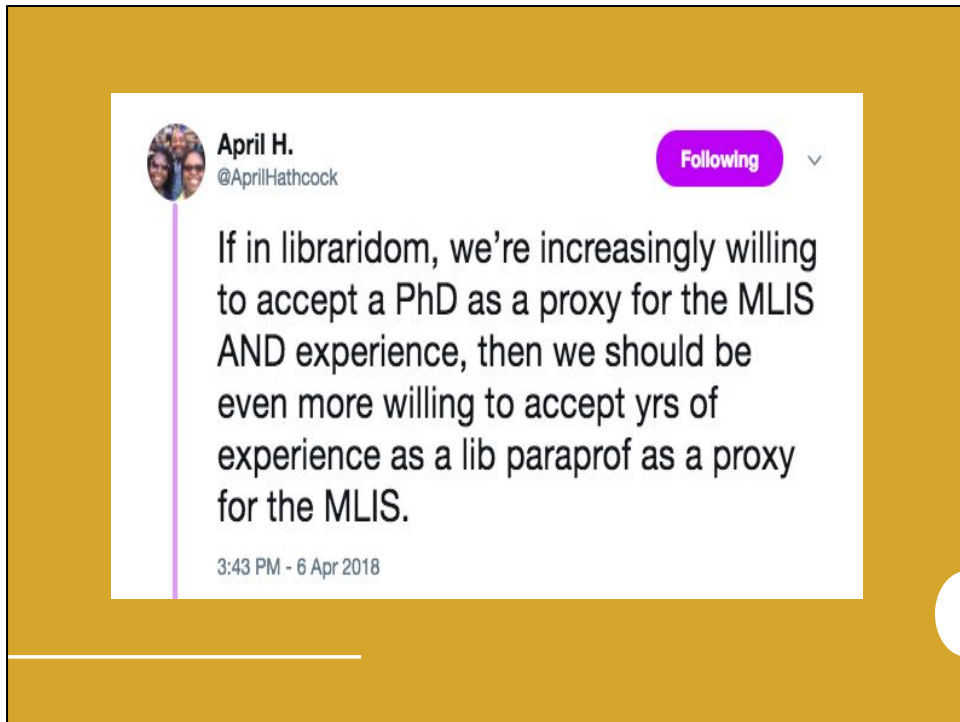 April H.
@AprilHathcock
Following
If in libraridom, we're increasingly willing
to accept a PhD as a proxy for the MLIS
AND experience, then we should be
even more willing to accept yrs of
experience as a lib paraprof as a proxy
for the MLIS.
3:43 PM - 6 Apr 2018